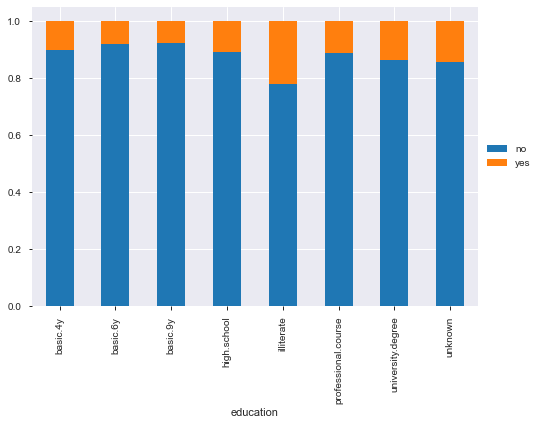 1.0
0.8
0.6
0.4
0.2
0.0
no
yes
basic.4y
basic.6y
basic.9y
high.school
illiterate
professional.course
university.degree
unknown
education